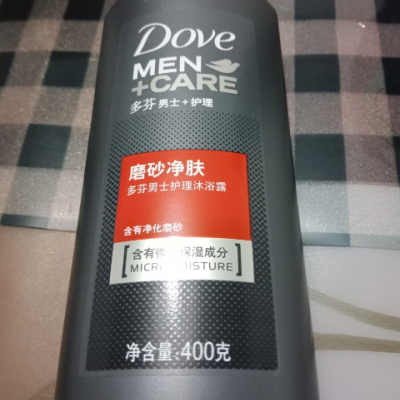 Dove
MEN
+CARE
多芬男士+护理
磨砂净肤
多芬男士护理沐浴露
含有净化磨砂
含有微 保湿成分
MICROMOISTURE
净含量:400克